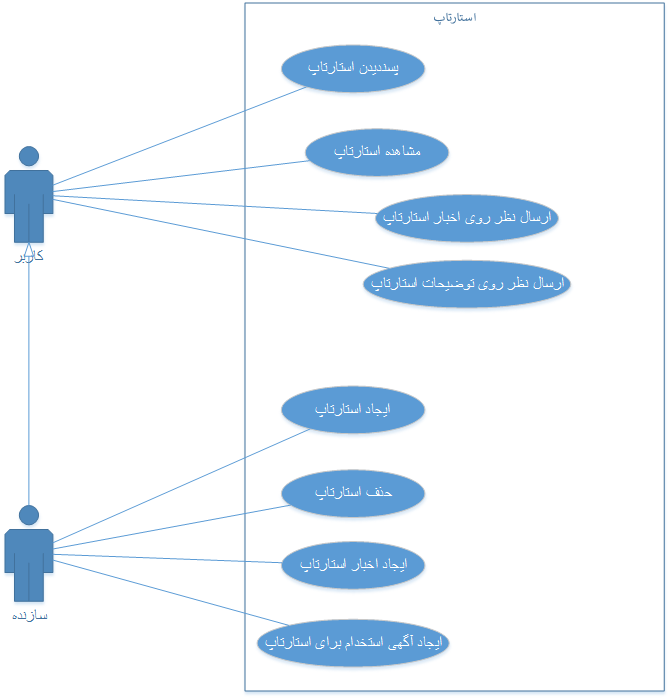 استارتاپ
پسندیدن استارتاپ
مشاهده استارتاپ
ارسال نظر روی اخبار استارتاپ
کاربر
ارسال نظر روی توضیحات استارتاپ
ایجاد استارتاپ
حذف استارتاپ
ایجاد اخبار استارتاپ
سازنده
ایجاد آگهی استخدام برای استارتاپ